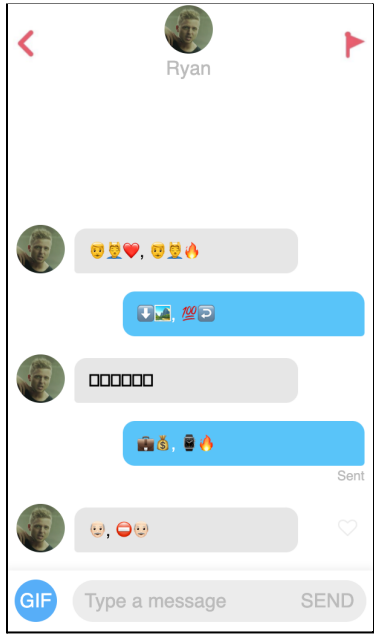 Ryan
👨💆‍♂️❤️, 👨💆‍♂️🔥
⬇️🏞️, 💯↩️
□□□□□□
💼💰, ⌚🔥
Sent
👴🏻, ⛔👴🏻
GIF Type a message SEND